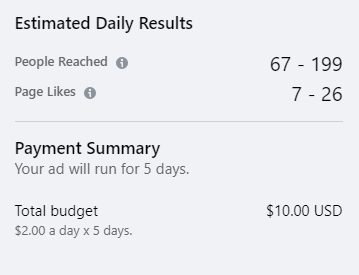 Estimated Daily Results
People Reached 67 - 199
Page Likes 7 - 26
Payment Summary
Your ad will run for 5 days.
Total budget $10.00 USD
$2.00 a day x 5 days.